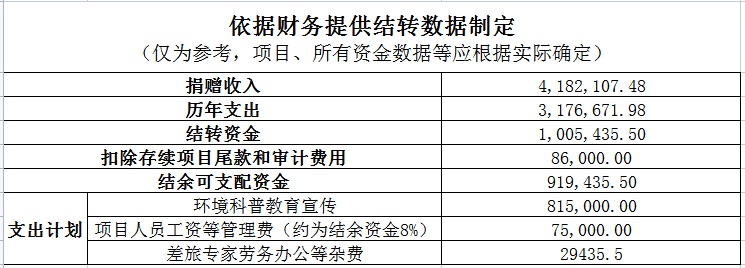 依据财务提供结转数据制定
（仅为参考，项目、所有资金数据等应根据实际确定）
捐赠收入 4,182,107.48
历年支出 3,176,671.98
结转资金 1,005,435.50
扣除存续项目尾款和审计费用 86,000.00
结余可支配资金 919,435.50
支出计划 环境科普教育宣传 815,000.00
项目人员工资等管理费（约为结余资金8%） 75,000.00
差旅专家劳务办公等杂费 29435.5